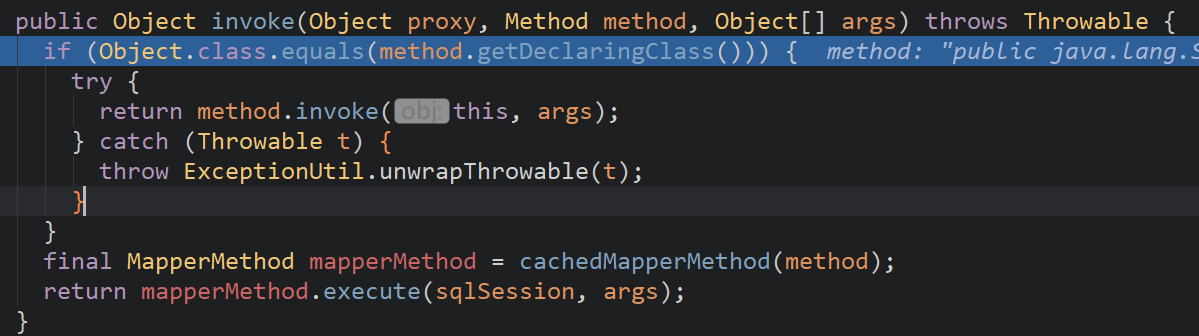 public Object invoke(Object proxy, Method method, Object[] args) throws Throwable {
if (Object.class.equals(method.getDeclaringClass())) { method: "public java.lang.S
try {
return method.invoke( obj: this, args);
} catch (Throwable t) {
throw ExceptionUtil.unwrapThrowable(t);
}
}
final MapperMethod mapperMethod = cachedMapperMethod(method);
return mapperMethod.execute(sqlSession, args);
}